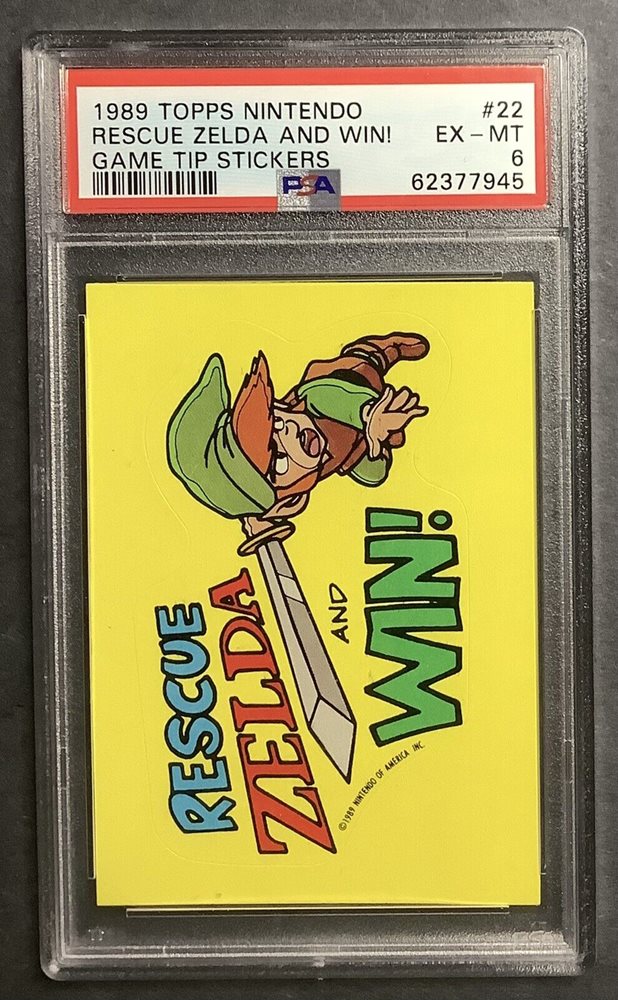 1989 TOPPS NINTENDO #22
RESCUE ZELDA AND WIN! EX – MT
GAME TIP STICKERS 6
PSA 62377945
RESCUE
ZELDA
AND
WIN!
©1989 NINTENDO OF AMERICA INC.